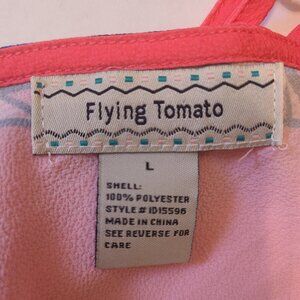 Flying Tomato
L
SHELL:
100% POLYESTER
STYLE # ID15596
MADE IN CHINA
SEE REVERSE FOR
CARE